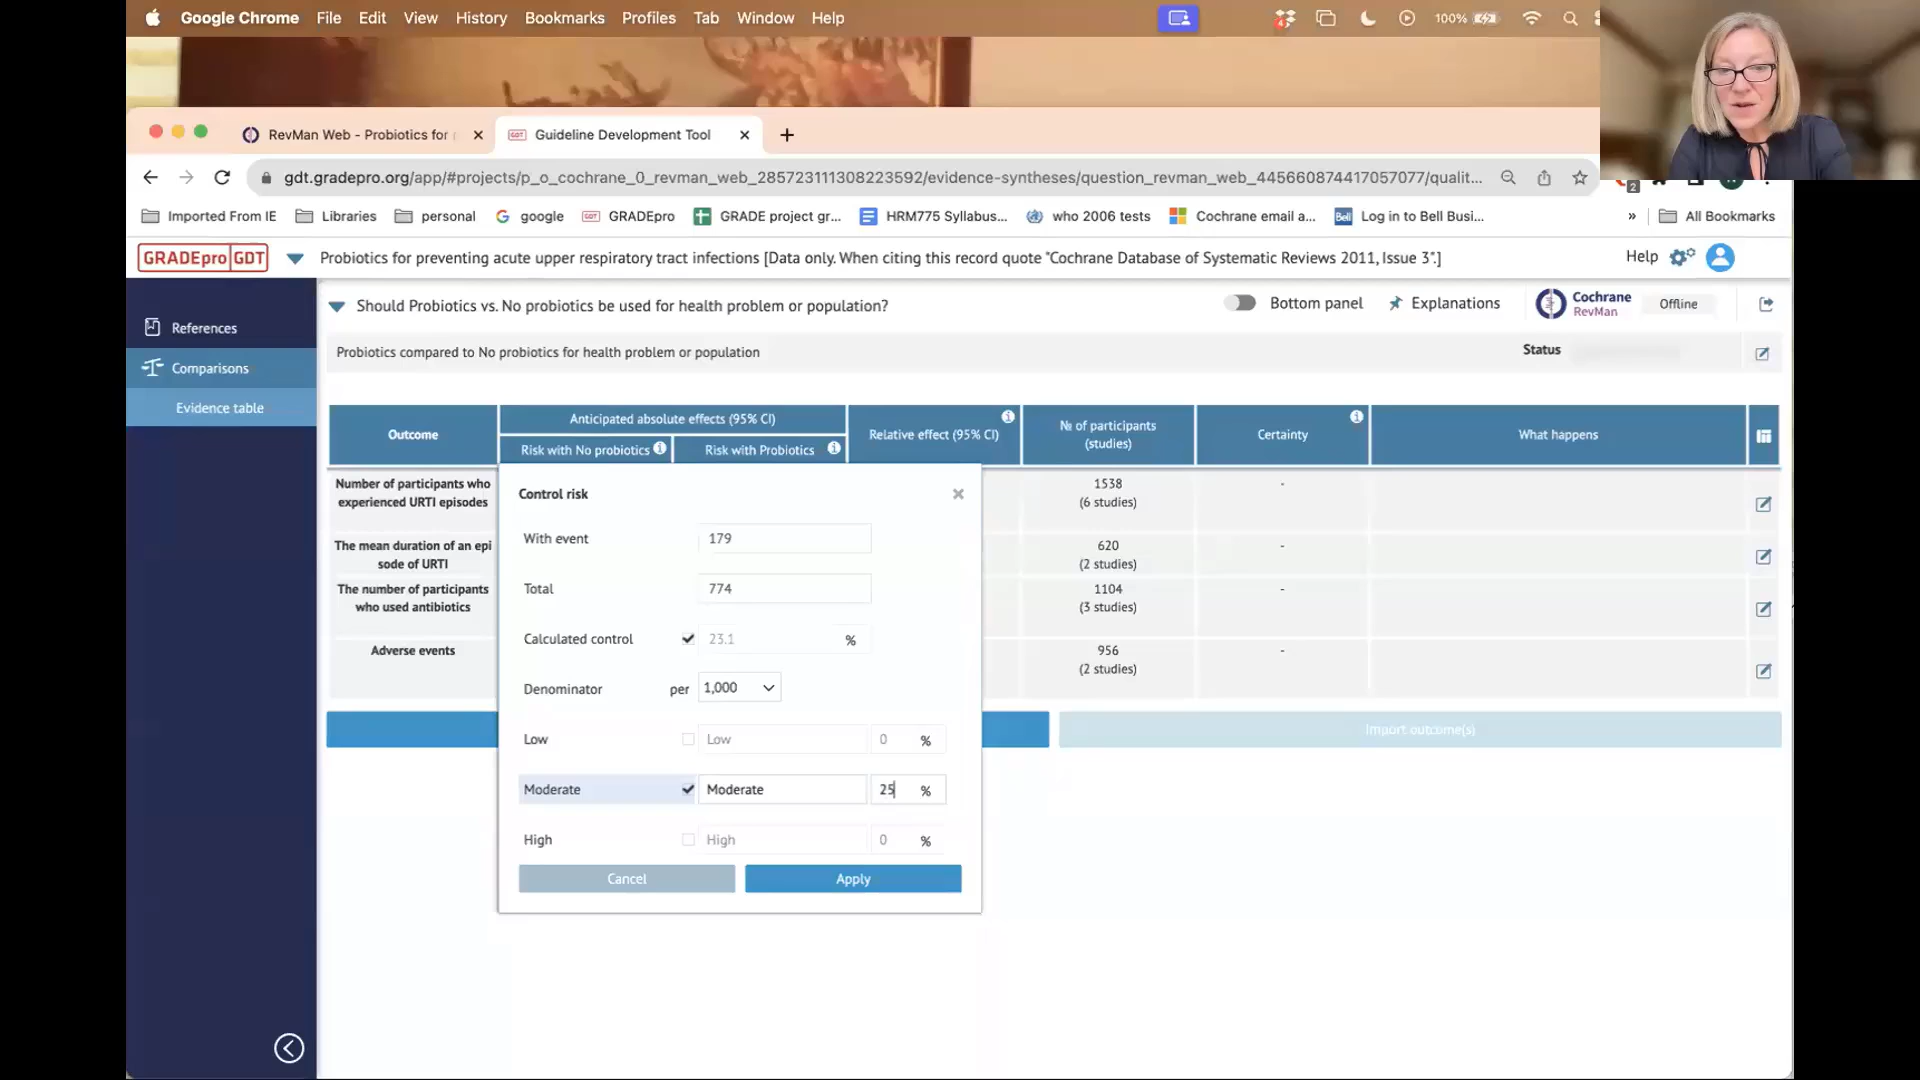 Google Chrome File Edit View History Bookmarks Profiles Tab Window Help 4 100%
RevMan Web - Probiotics for
GDT Guideline Development Tool
gdt.gradepro.org/app/#projects/p_o_cochrane_0_revman_web_285723111308223592/evidence-syntheses/question_revman_web_445660874417057077/qualit...
2
Imported From IE Libraries personal G google GDT GRADEpro GRADE project gr... HRM775 Syllabus... who 2006 tests Cochrane email a... Bell Log in to Bell Busi... » All Bookmarks
GRADEpro GDT Probiotics for preventing acute upper respiratory tract infections [Data only. When citing this record quote "Cochrane Database of Systematic Reviews 2011, Issue 3".] Help
References
Comparisons
Evidence table
Should Probiotics vs. No probiotics be used for health problem or population?
Bottom panel Explanations Cochrane RevMan Offline
Probiotics compared to No probiotics for health problem or population
Status
Outcome
Anticipated absolute effects (95% CI)
Risk with No probiotics
Risk with Probiotics
Relative effect (95% CI)
№ of participants
(studies)
Certainty
What happens
Number of participants who
experienced URTI episodes
1538
(6 studies)
-
The mean duration of an epi
sode of URTI
620
(2 studies)
-
The number of participants
who used antibiotics
1104
(3 studies)
-
Adverse events
956
(2 studies)
-
Import outcome(s)
Control risk
With event 179
Total 774
Calculated control 23.1 %
Denominator per 1,000
Low Low 0 %
Moderate Moderate 25 %
High High 0 %
Cancel Apply